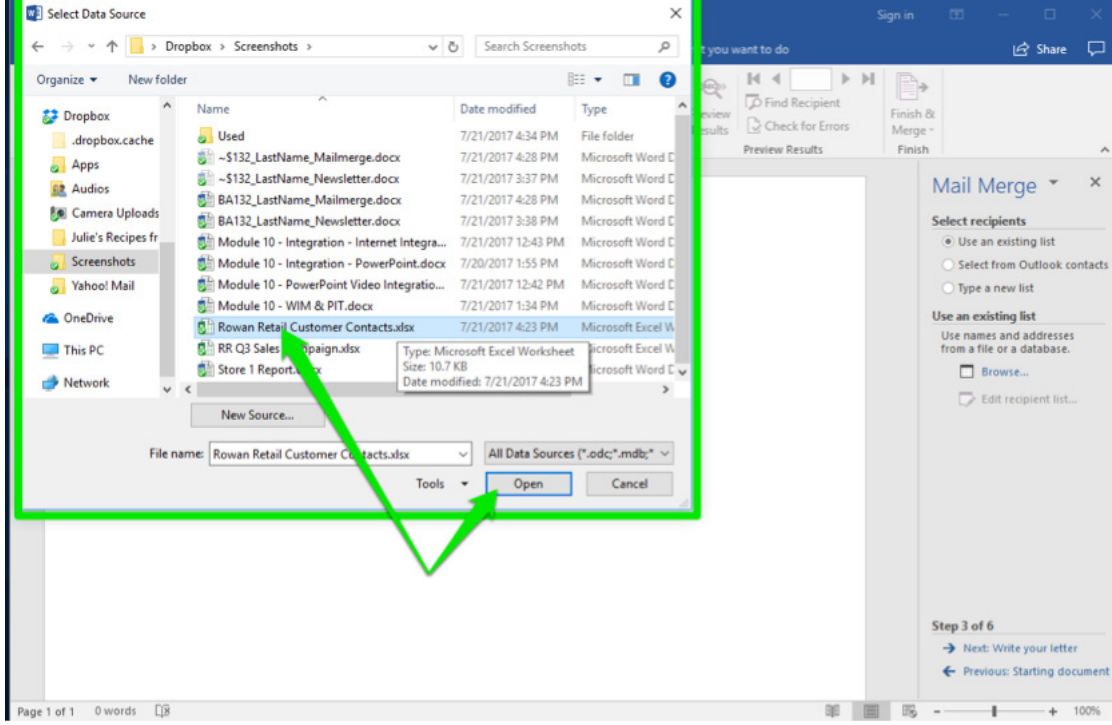 Select Data Source
Sign in
Dropbox > Screenshots >
Search Screenshots
t you want to do
Share
Organize
New folder
Name
Date modified
Type
Dropbox
.dropbox.cache
Apps
Audios
Camera Uploads
Julie's Recipes fr
Screenshots
Yahoo! Mail
OneDrive
This PC
Network
Used 7/21/2017 4:34 PM File folder
~$132_LastName_Mailmerge.docx 7/21/2017 4:28 PM Microsoft Word D
~$132_LastName_Newsletter.docx 7/21/2017 3:37 PM Microsoft Word D
BA132_LastName_Mailmerge.docx 7/21/2017 4:28 PM Microsoft Word D
BA132_LastName_Newsletter.docx 7/21/2017 3:38 PM Microsoft Word D
Module 10 - Integration - Internet Integra... 7/21/2017 12:43 PM Microsoft Word D
Module 10 - Integration - PowerPoint.docx 7/20/2017 1:55 PM Microsoft Word D
Module 10 - PowerPoint Video Integratio... 7/21/2017 12:42 PM Microsoft Word D
Module 10 - WIM & PIT.docx 7/21/2017 1:34 PM Microsoft Word D
Rowan Retail Customer Contacts.xlsx 7/21/2017 4:23 PM Microsoft Excel W
RR Q3 Sales paign.xlsx Microsoft Excel W
Store 1 Report. Microsoft Word D
Type: Microsoft Excel Worksheet
Size: 10.7 KB
Date modified: 7/21/2017 4:23 PM
New Source...
File name: Rowan Retail Customer Contacts.xlsx
All Data Sources (*.odc;*.mdb;*
Tools
Open
Cancel
eview
esults
Find Recipient
Check for Errors
Preview Results
Finish &
Merge
Finish
Mail Merge
Select recipients
Use an existing list
Select from Outlook contacts
Type a new list
Use an existing list
Use names and addresses
from a file or a database.
Browse...
Edit recipient list...
Step 3 of 6
Next: Write your letter
Previous: Starting document
Page 1 of 1 0 words
100%